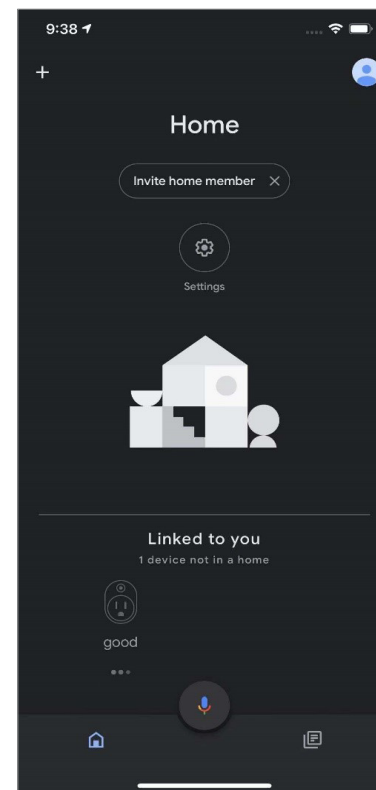 9:38
Home
Invite home member
Settings
Linked to you
1 device not in a home
good